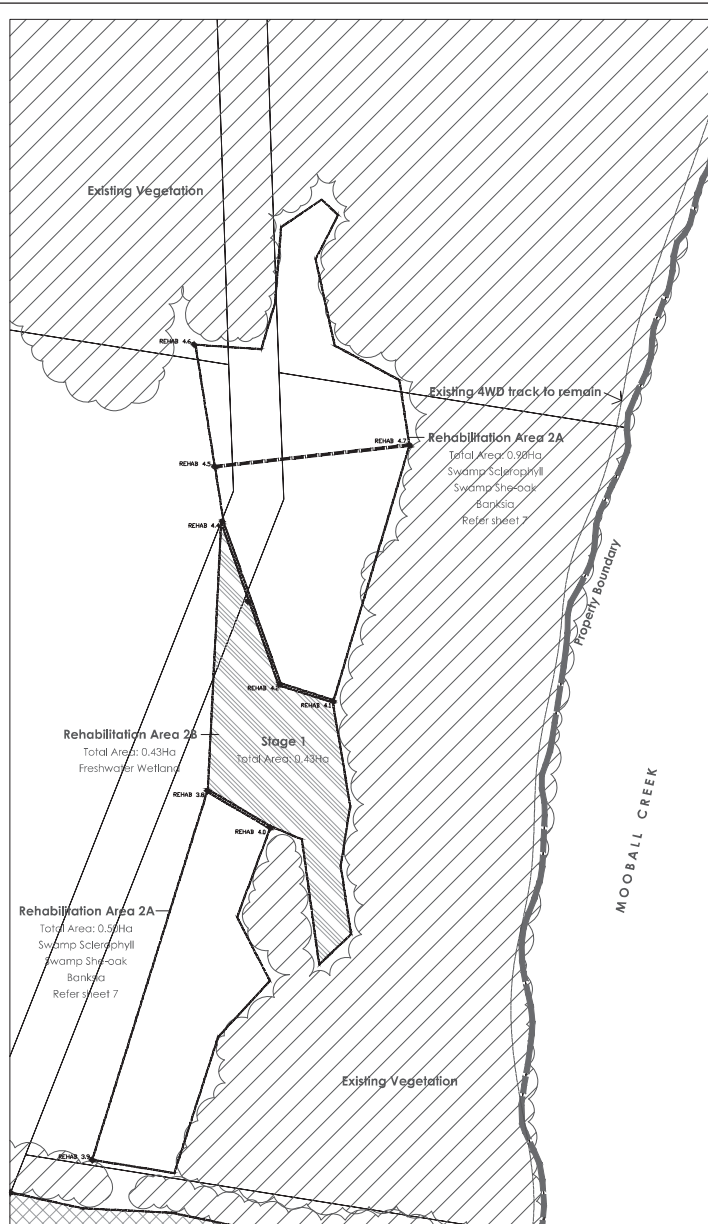 Existing Vegetation
REHAB 4.6
Existing 4WD track to remain
REHAB 4.7
Rehabilitation Area 2A
Total Area: 0.90Ha
Swamp Sclerophyll
Swamp She-oak
Banksia
Refer sheet 7
REHAB 4.5
REHAB 4.4
Property Boundary
REHAB 4.2
REHAB 4.1
Rehabilitation Area 2B
Total Area: 0.43Ha
Freshwater Wetland
Stage 1
Total Area: 0.43Ha
REHAB 3.8
REHAB 4.0
MOOBALL CREEK
Rehabilitation Area 2A
Total Area: 0.50Ha
Swamp Sclerophyll
Swamp She-oak
Banksia
Refer sheet 7
Existing Vegetation
REHAB 3.9